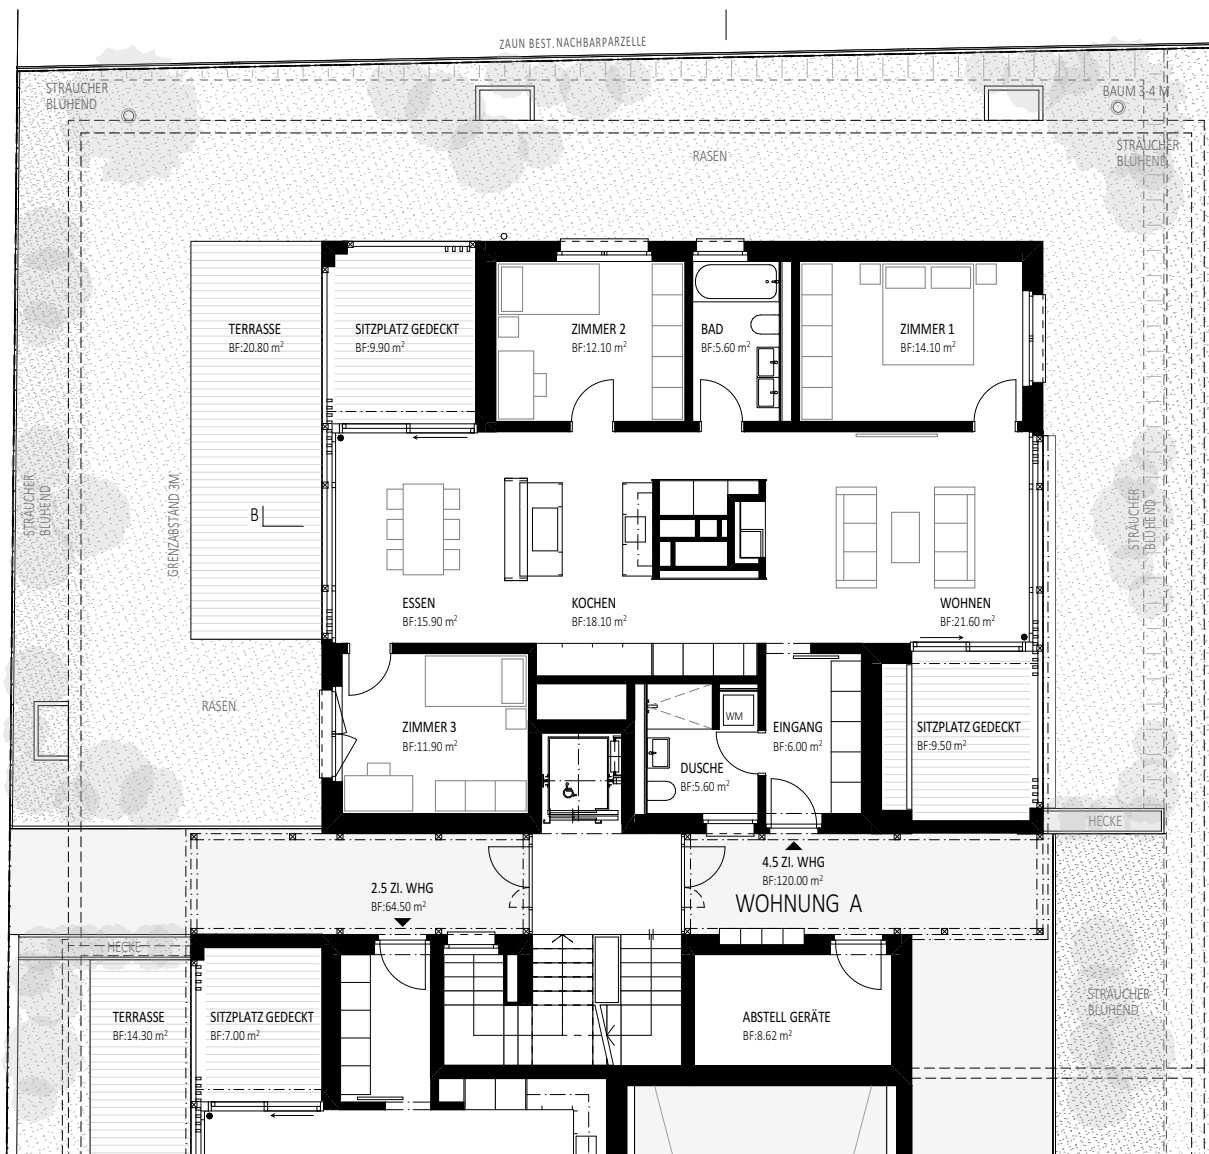 ZAUN BEST. NACHBARPARZELLE
STRÄUCHER
BLÜHEND
BAUM 3-4 M
STRÄUCHER
BLÜHEND
RASEN
TERRASSE
BF:20.80 m²
SITZPLATZ GEDECKT
BF:9.90 m²
ZIMMER 2
BF:12.10 m²
BAD
BF:5.60 m²
ZIMMER 1
BF:14.10 m²
STRÄUCHER
BLÜHEND
GRENZABSTAND 3M
B
STRÄUCHER
BLÜHEND
ESSEN
BF:15.90 m²
KOCHEN
BF:18.10 m²
WOHNEN
BF:21.60 m²
RASEN
ZIMMER 3
BF:11.90 m²
WM
EINGANG
BF:6.00 m²
SITZPLATZ GEDECKT
BF:9.50 m²
DUSCHE
BF:5.60 m²
HECKE
4.5 ZI. WHG
BF:120.00 m²
WOHNUNG A
2.5 ZI. WHG
BF:64.50 m²
HECKE
STRÄUCHER
BLÜHEND
TERRASSE
BF:14.30 m²
SITZPLATZ GEDECKT
BF:7.00 m²
ABSTELL GERÄTE
BF:8.62 m²